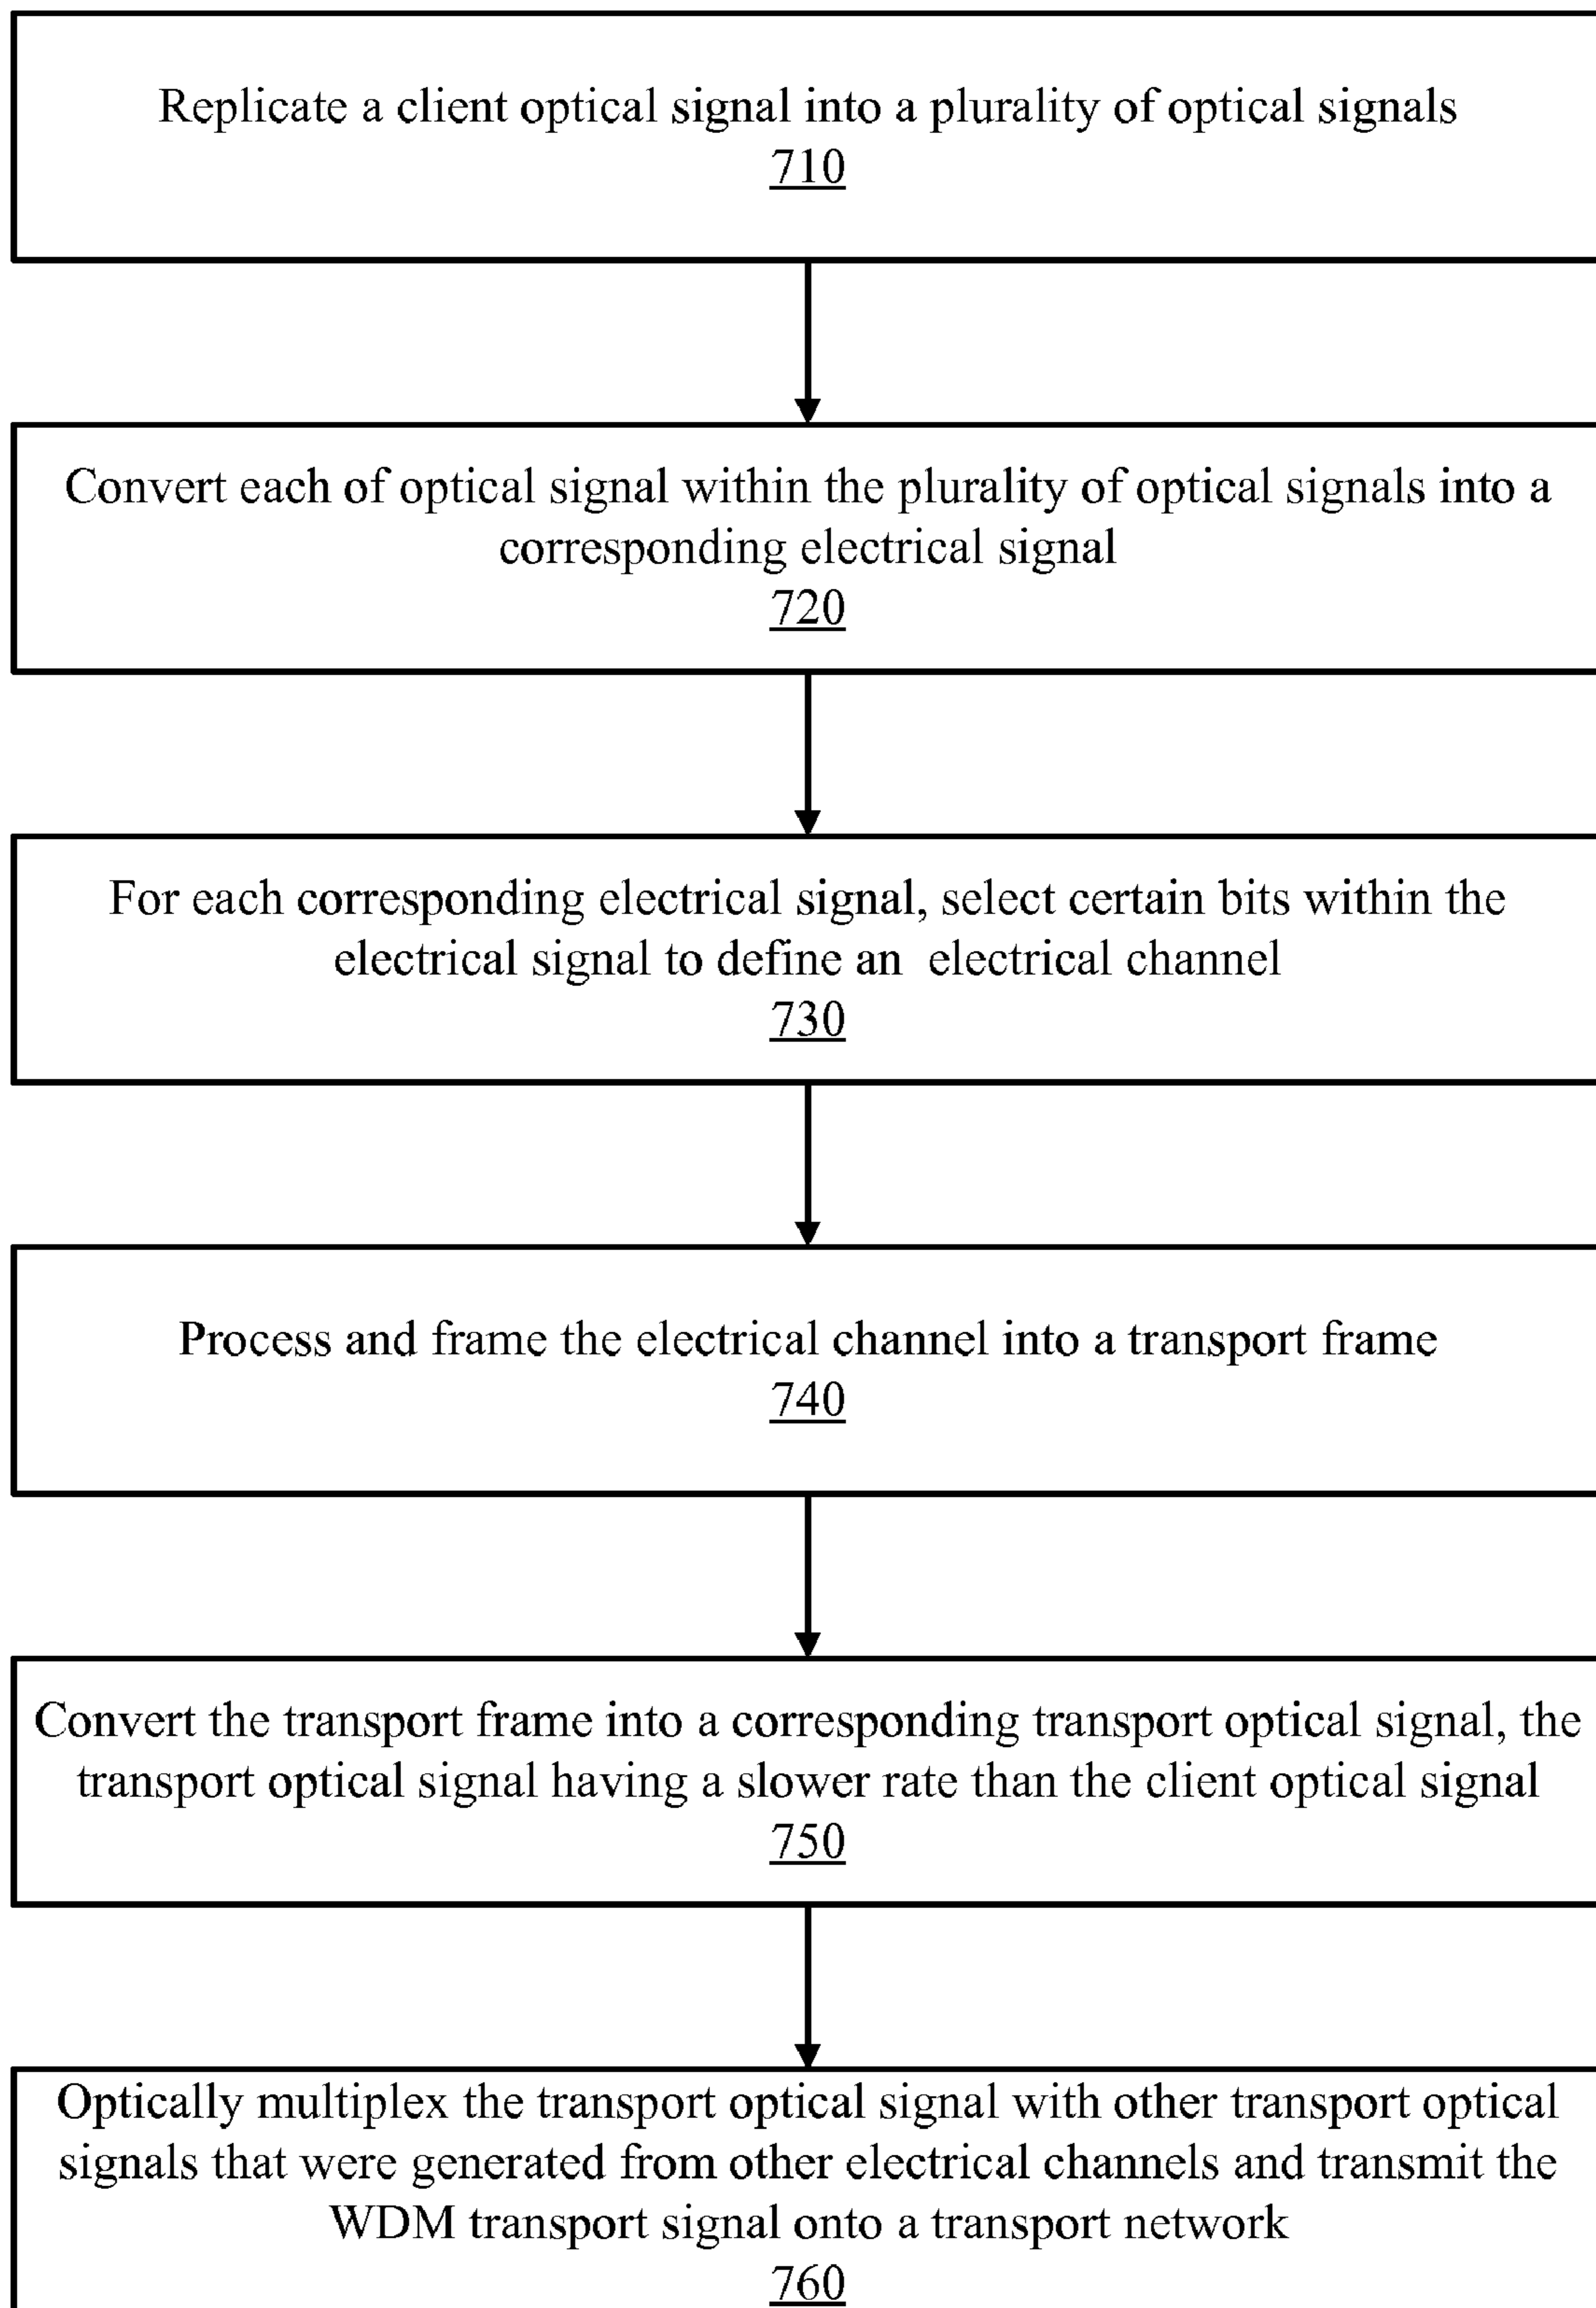 Replicate a client optical signal into a plurality of optical signals
710
Convert each of optical signal within the plurality of optical signals into a
corresponding electrical signal
720
For each corresponding electrical signal, select certain bits within the
electrical signal to define an  electrical channel
730
Process and frame the electrical channel into a transport frame
740
Convert the transport frame into a corresponding transport optical signal, the
transport optical signal having a slower rate than the client optical signal
750
Optically multiplex the transport optical signal with other transport optical
signals that were generated from other electrical channels and transmit the
WDM transport signal onto a transport network
760